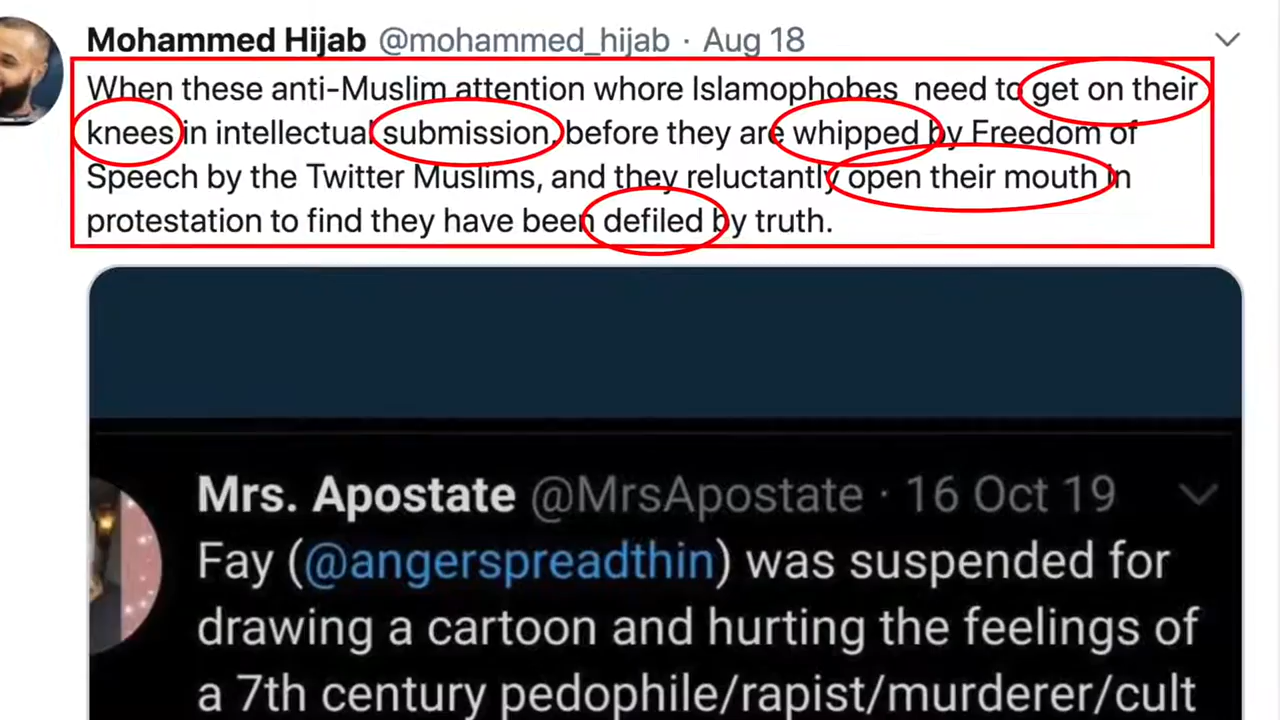 Mohammed Hijab @mohammed_hijab · Aug 18
When these anti-Muslim attention whore Islamophobes need to get on their
knees in intellectual submission, before they are whipped by Freedom of
Speech by the Twitter Muslims, and they reluctantly open their mouth in
protestation to find they have been defiled by truth.
Mrs. Apostate @MrsApostate · 16 Oct 19
Fay (@angerspreadthin) was suspended for
drawing a cartoon and hurting the feelings of
a 7th century pedophile/rapist/murderer/cult